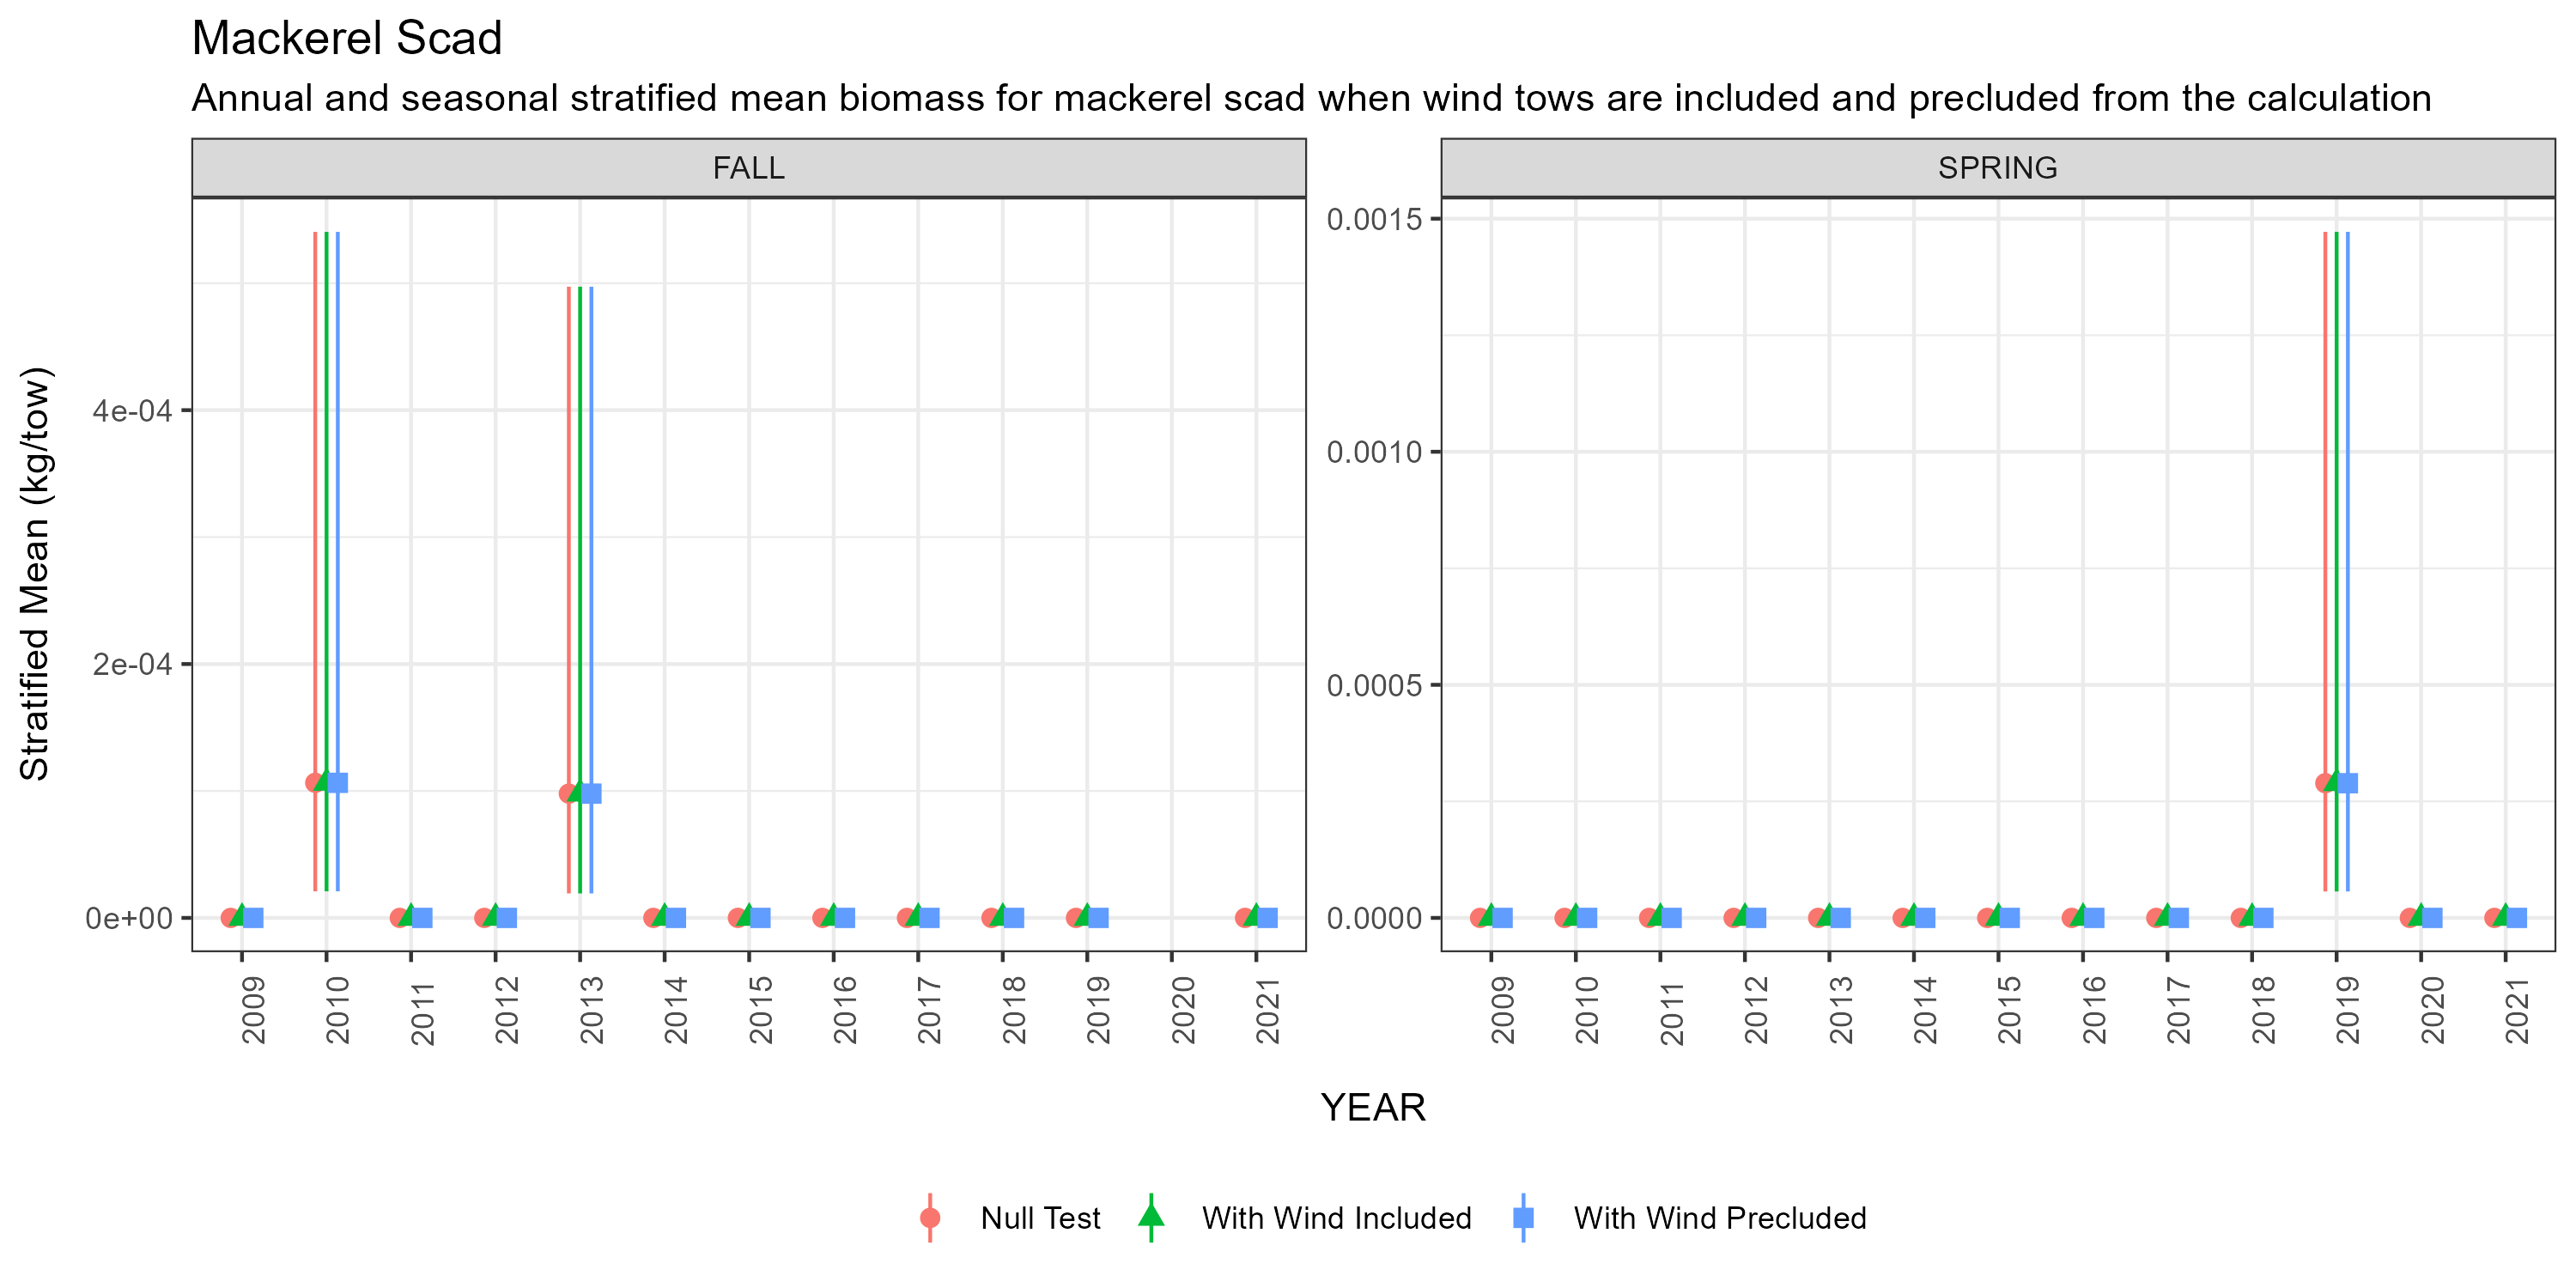 Mackerel Scad
Annual and seasonal stratified mean biomass for mackerel scad when wind tows are included and precluded from the calculation
FALL
SPRING
Stratified Mean (kg/tow)
4e-04
2e-04
0e+00
0.0015
0.0010
0.0005
0.0000
2009 2010 2011 2012 2013 2014 2015 2016 2017 2018 2019 2020 2021
2009 2010 2011 2012 2013 2014 2015 2016 2017 2018 2019 2020 2021
YEAR
Null Test With Wind Included With Wind Precluded